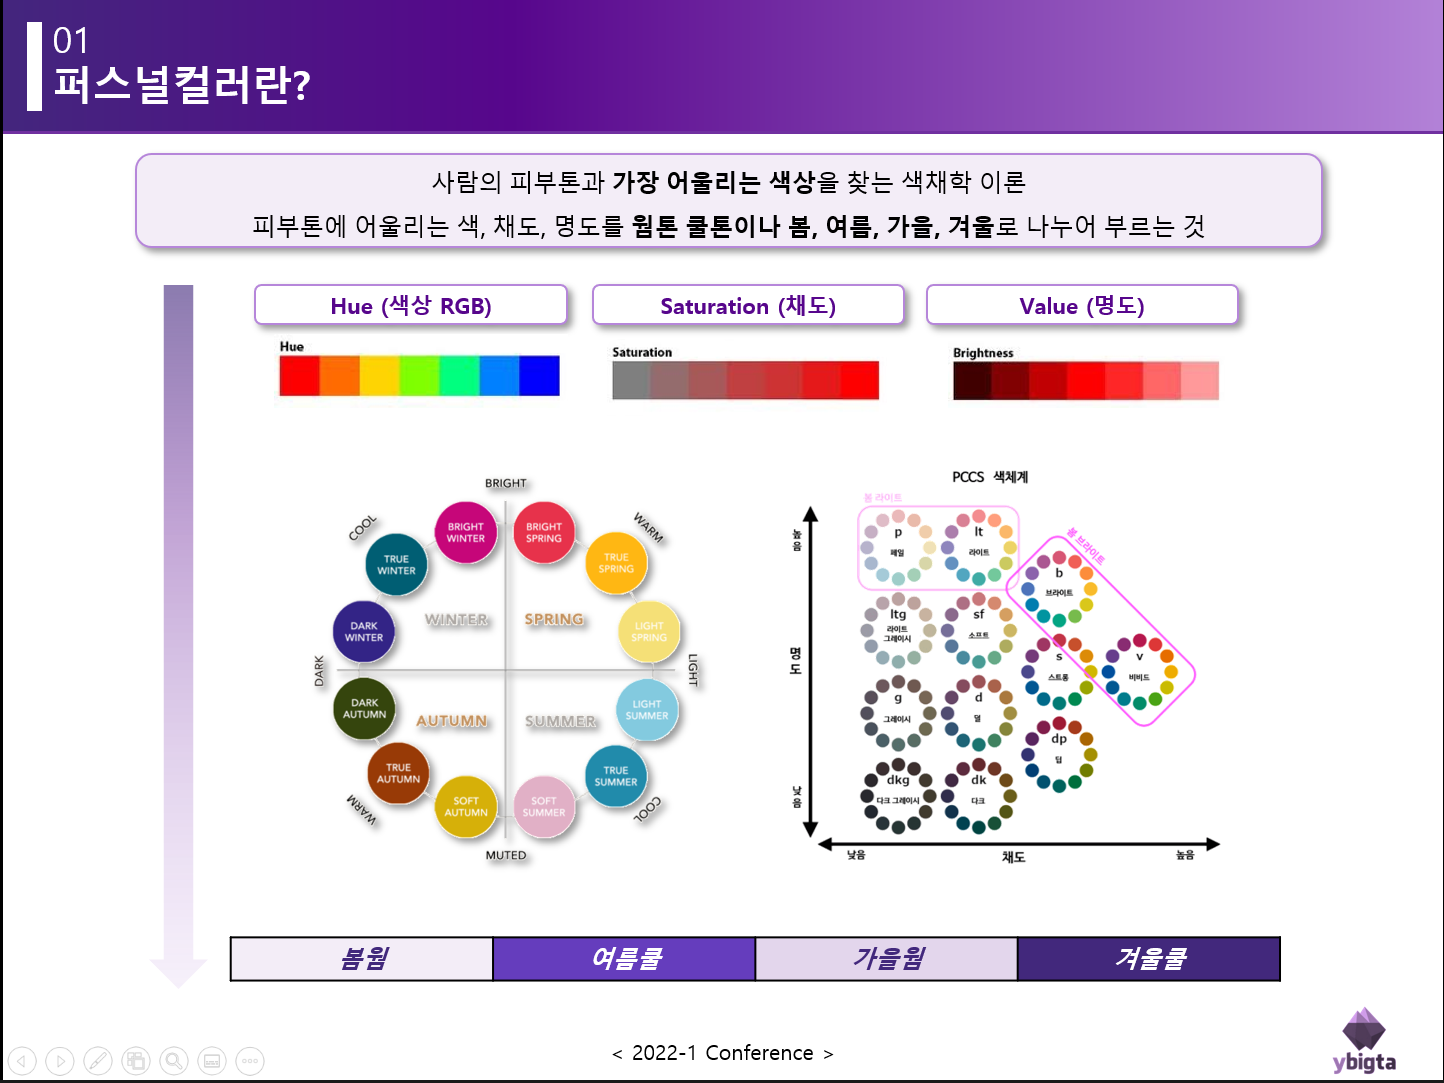 01
퍼스널컬러란?
사람의 피부톤과 가장 어울리는 색상을 찾는 색채학 이론
피부톤에 어울리는 색, 채도, 명도를 웜톤 쿨톤이나 봄, 여름, 가을, 겨울로 나누어 부르는 것
Hue (색상 RGB)
Saturation (채도)
Value (명도)
Hue
Saturation
Brightness
BRIGHT
COOL
WARM
BRIGHT
WINTER
BRIGHT
SPRING
TRUE
WINTER
TRUE
SPRING
DARK
WINTER
WINTER
SPRING
LIGHT
SPRING
DARK
LIGHT
DARK
AUTUMN
AUTUMN
SUMMER
LIGHT
SUMMER
TRUE
AUTUMN
TRUE
SUMMER
SOFT
AUTUMN
SOFT
SUMMER
WARM
COOL
MUTED
PCCS 색체계
봄 라이트
봄 브라이트
높음
명도
낮음
p
페일
lt
라이트
b
브라이트
ltg
라이트
그레이시
sf
소프트
s
스트롱
v
비비드
g
그레이시
d
덜
dp
딥
dkg
다크 그레이시
dk
다크
낮음
채도
높음
봄웜
여름쿨
가을웜
겨울쿨
< 2022-1 Conference >
ybigta